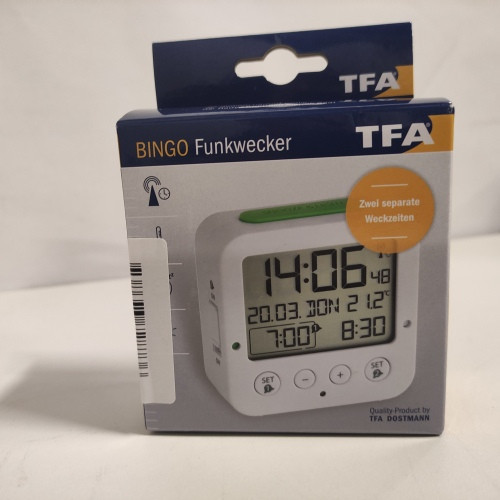 TFA
BINGO Funkwecker
TFA
Zwei separate
Weckzeiten
14:06 48
20.03. DON 21.2°C
7:00 8:30
SET - + SET
Quality-Product by
TFA DOSTMANN